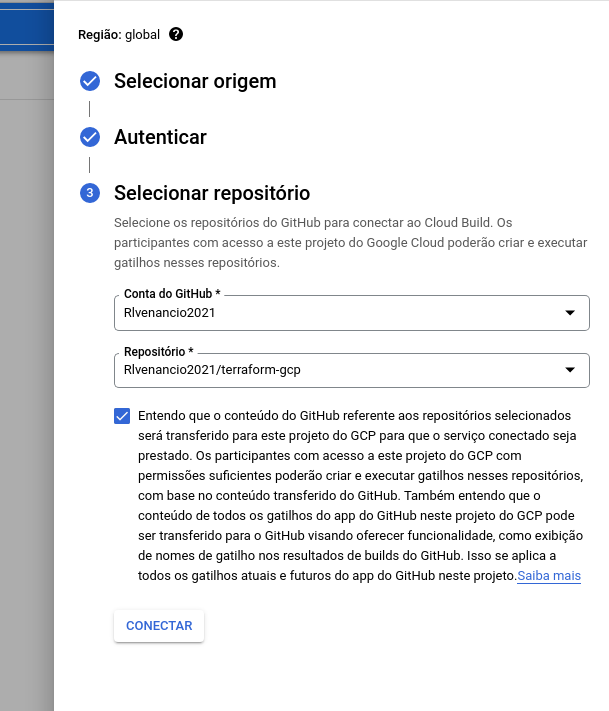 Região: global ?
Selecionar origem
Autenticar
3 Selecionar repositório
Selecione os repositórios do GitHub para conectar ao Cloud Build. Os
participantes com acesso a este projeto do Google Cloud poderão criar e executar
gatilhos nesses repositórios.
Conta do GitHub *
Rlvenancio2021
Repositório *
Rlvenancio2021/terraform-gcp
Entendo que o conteúdo do GitHub referente aos repositórios selecionados
será transferido para este projeto do GCP para que o serviço conectado seja
prestado. Os participantes com acesso a este projeto do GCP com
permissões suficientes poderão criar e executar gatilhos nesses repositórios,
com base no conteúdo transferido do GitHub. Também entendo que o
conteúdo de todos os gatilhos do app do GitHub neste projeto do GCP pode
ser transferido para o GitHub visando oferecer funcionalidade, como exibição
de nomes de gatilho nos resultados de builds do GitHub. Isso se aplica a
todos os gatilhos atuais e futuros do app do GitHub neste projeto.Saiba mais
CONECTAR